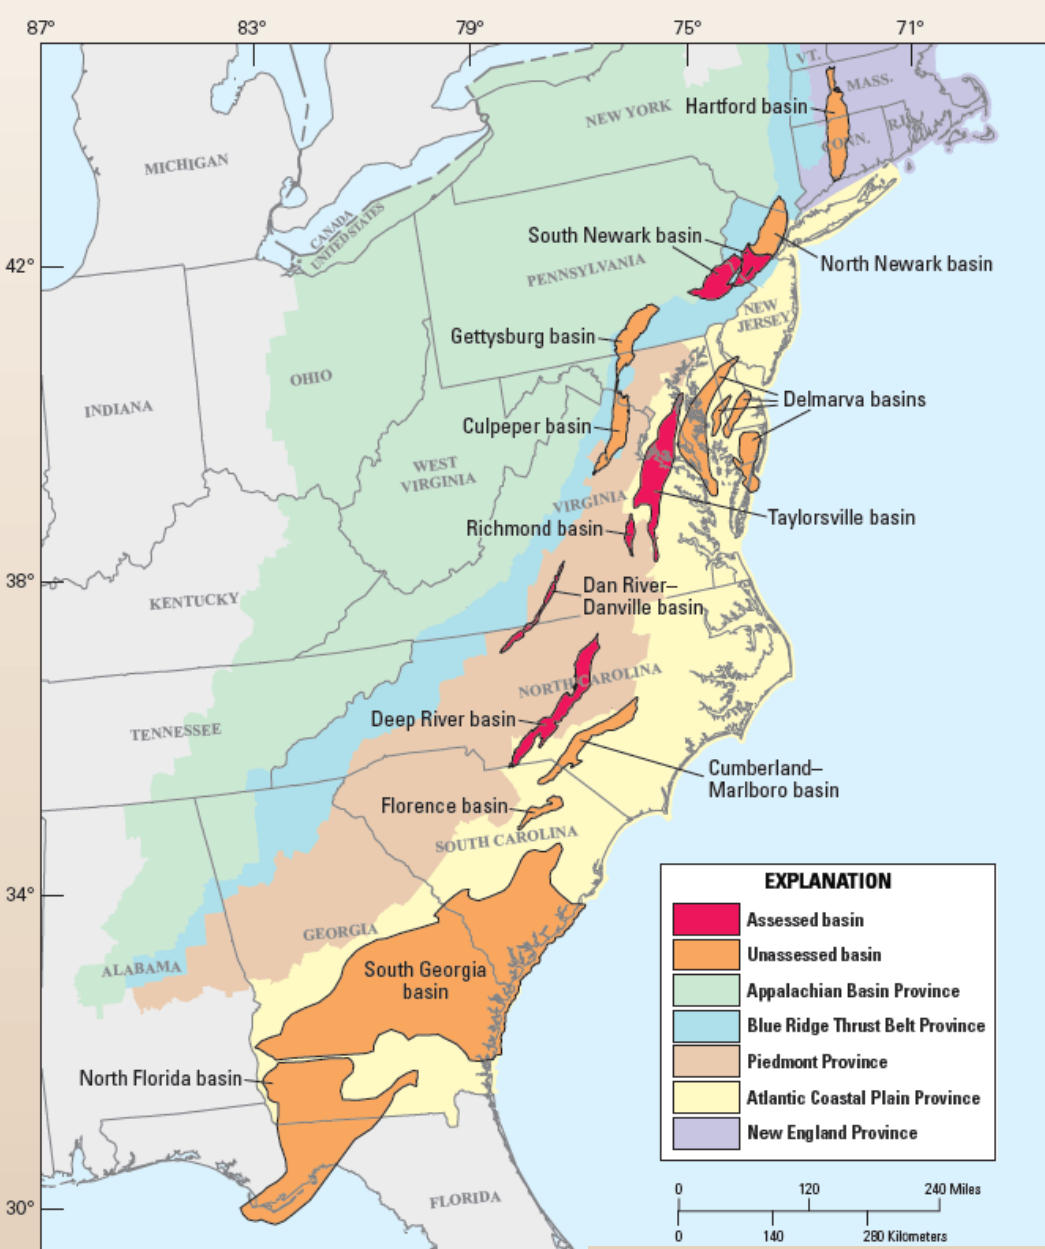 87°
83°
79°
75°
71°
VT.
MASS.
NEW YORK
Hartford basin
R.I.
CONN.
MICHIGAN
CANADA
UNITED STATES
South Newark basin
42°
PENNSYLVANIA
North Newark basin
NEW
JERSEY
Gettysburg basin
OHIO
INDIANA
Delmarva basins
Culpeper basin
WEST
VIRGINIA
VIRGINIA
Taylorsville basin
Richmond basin
38°
KENTUCKY
Dan River–
Danville basin
NORTH CAROLINA
Deep River basin
TENNESSEE
Cumberland–
Marlboro basin
Florence basin
SOUTH CAROLINA
34°
GEORGIA
ALABAMA
South Georgia
basin
North Florida basin
30°
FLORIDA
EXPLANATION
Assessed basin
Unassessed basin
Appalachian Basin Province
Blue Ridge Thrust Belt Province
Piedmont Province
Atlantic Coastal Plain Province
New England Province
0 120 240 Miles
0 140 280 Kilometers